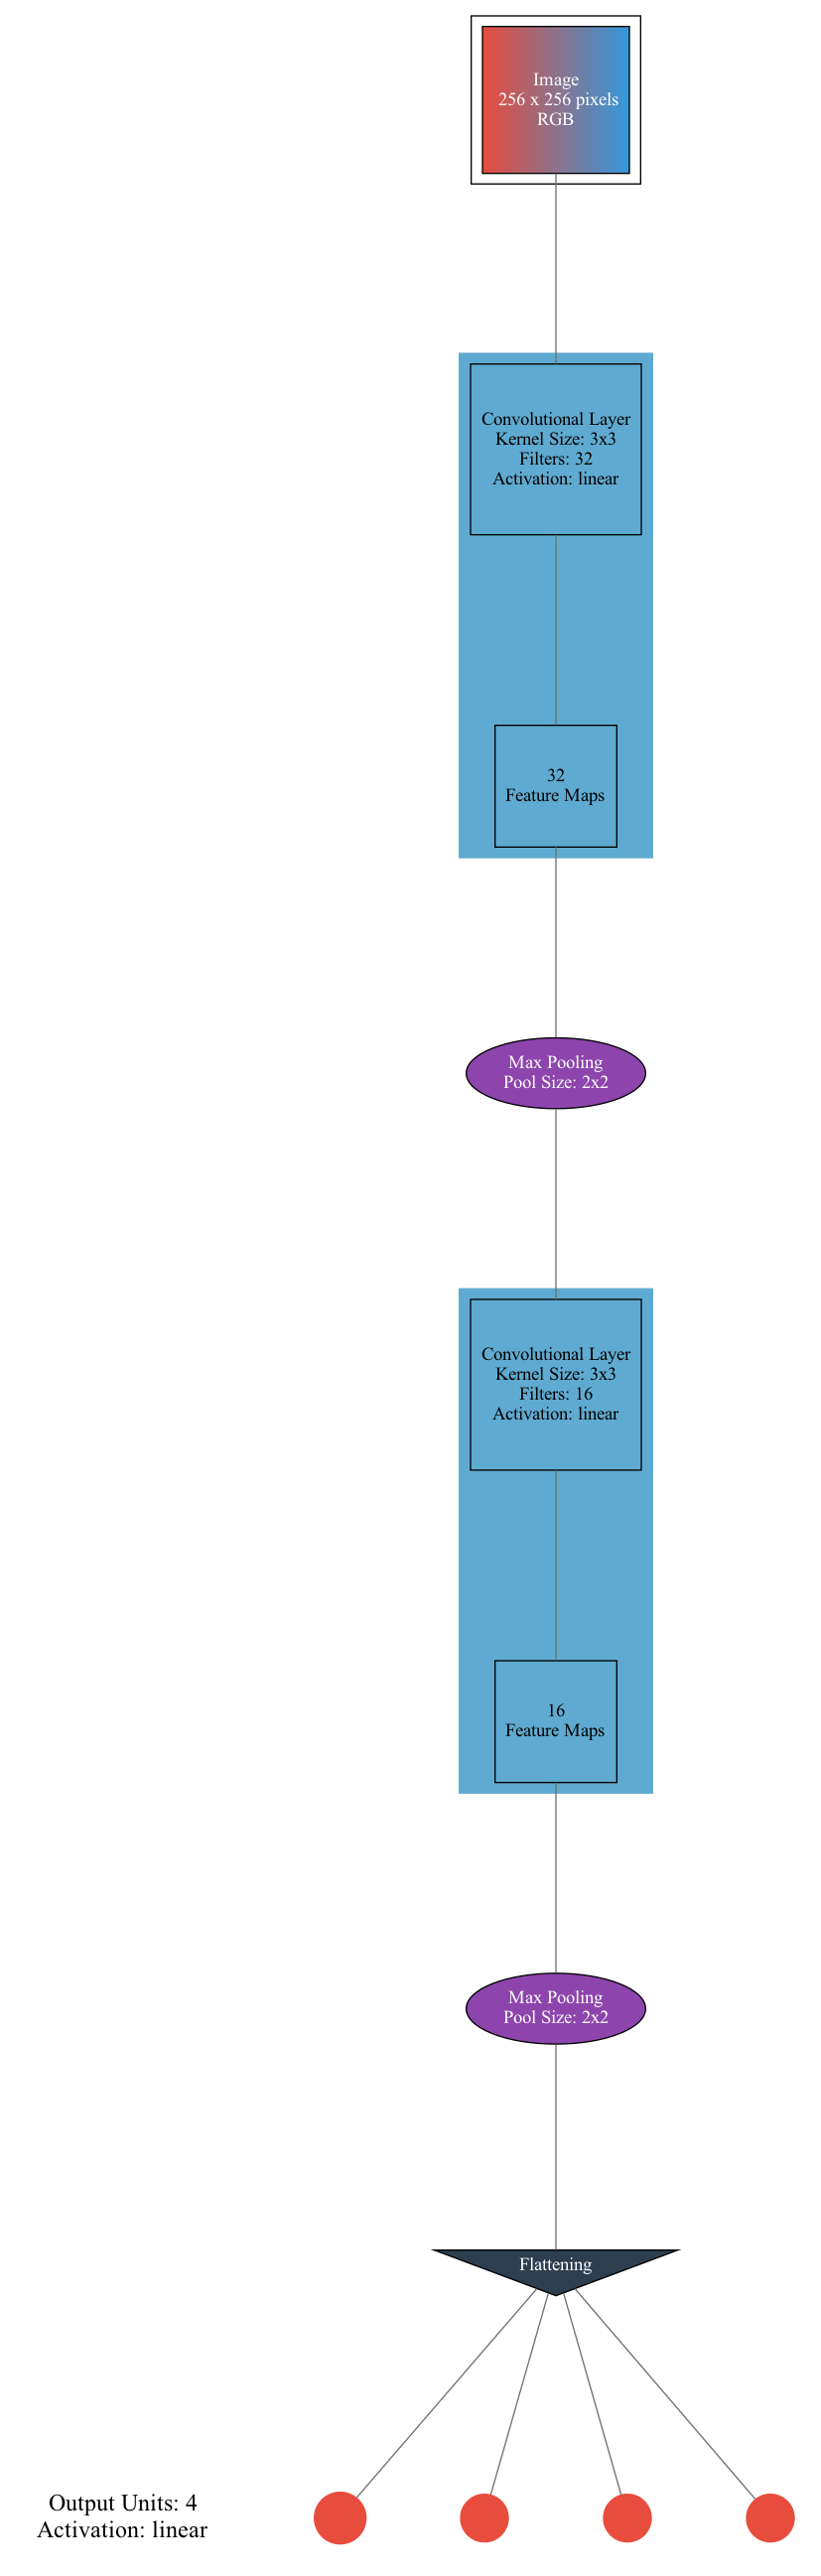 Image
256 x 256 pixels
RGB
Convolutional Layer
Kernel Size: 3x3
Filters: 32
Activation: linear
32
Feature Maps
Max Pooling
Pool Size: 2x2
Convolutional Layer
Kernel Size: 3x3
Filters: 16
Activation: linear
16
Feature Maps
Max Pooling
Pool Size: 2x2
Flattening
Output Units: 4
Activation: linear